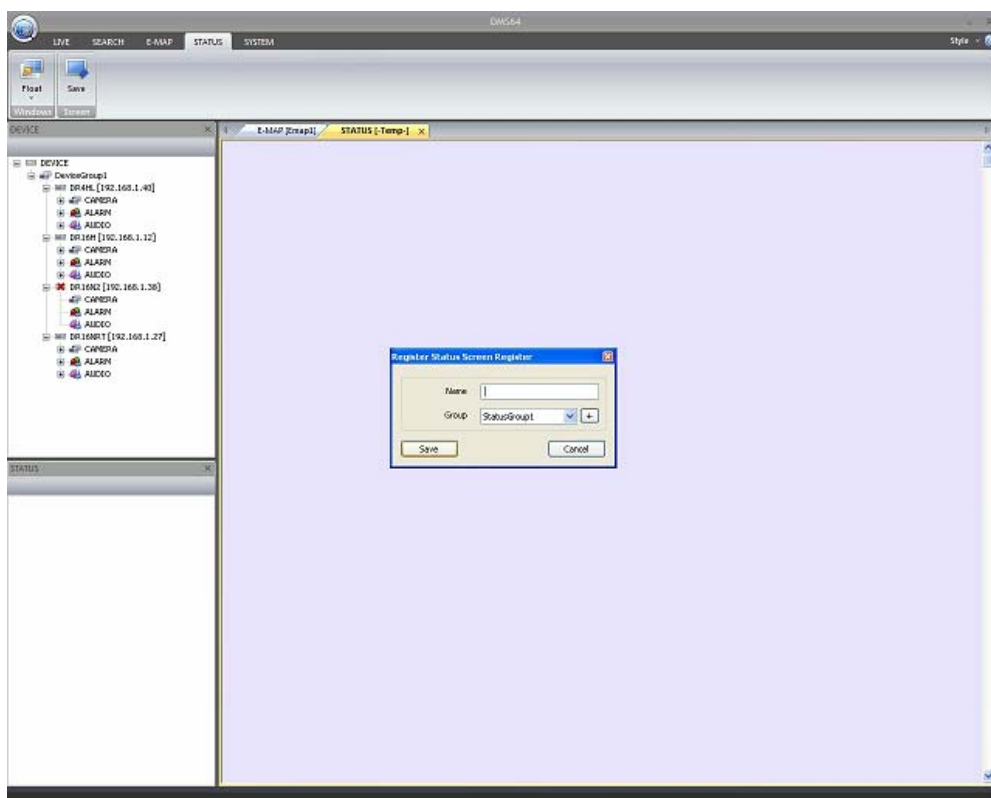 DMS64
LIVE SEARCH E-MAP STATUS SYSTEM
Style
Float
Save
Windows
Screen
DEVICE
E-MAP [Emap1]
STATUS [-Temp-] x
DEVICE
DeviceGroup1
DR4HL [192.168.1.40]
CAMERA
ALARM
AUDIO
DR16H [192.168.1.12]
CAMERA
ALARM
AUDIO
DR16N2 [192.168.1.38]
CAMERA
ALARM
AUDIO
DR16NRT [192.168.1.27]
CAMERA
ALARM
AUDIO
Register Status Screen Register
Name
Group StatusGroup1 +
Save Cancel
STATUS